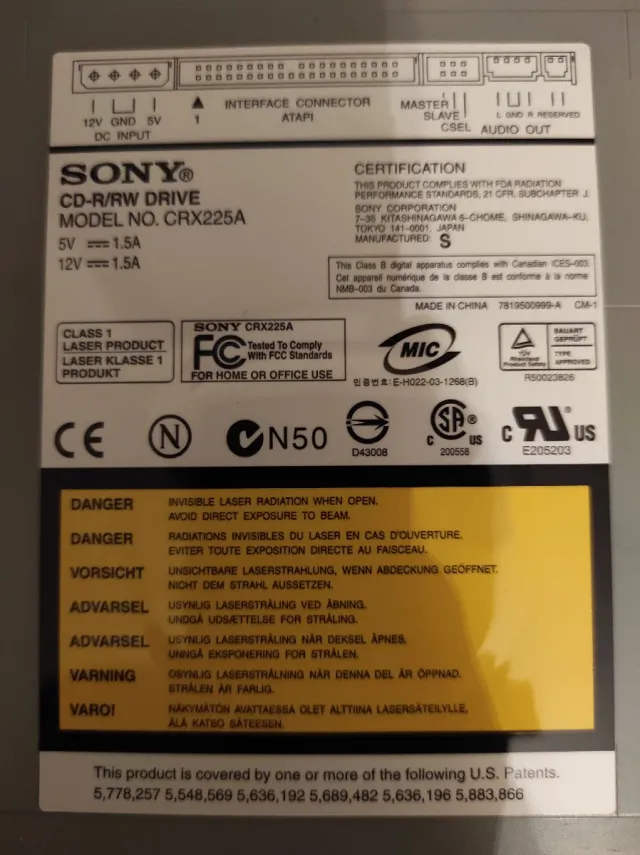 12V GND 5V
DC INPUT
1
INTERFACE CONNECTOR
ATAPI
MASTER
SLAVE
CSEL
L GND R RESERVED
AUDIO OUT
SONY®
CD-R/RW DRIVE
MODEL NO. CRX225A
5V 1.5A
12V 1.5A
CERTIFICATION
THIS PRODUCT COMPLIES WITH FDA RADIATION
PERFORMANCE STANDARDS, 21 CFR, SUBCHAPTER J.
SONY CORPORATION
7-35 KITASHINAGAWA 6-CHOME, SHINAGAWA-KU,
TOKYO 141-0001, JAPAN
MANUFACTURED: S
This Class B digital apparatus complies with Canadian ICES-003
Cet appareil numérique de la classe B est conforme à la norme
NMB-003 du Canada.
MADE IN CHINA 7819500999-A CM-1
CLASS 1
LASER PRODUCT
LASER KLASSE 1
PRODUKT
SONY CRX225A
FC Tested To Comply
With FCC Standards
FOR HOME OR OFFICE USE
MIC
인증번호: E-H022-03-1268(B)
TÜV
Rheinland
Product Safety
BAUART
GEPRÜFT
TYPE
APPROVED
R50023826
CE
N
N50
D43008
C SA® US
200558
C RU® US
E205203
DANGER INVISIBLE LASER RADIATION WHEN OPEN.
AVOID DIRECT EXPOSURE TO BEAM.
DANGER RADIATIONS INVISIBLES DU LASER EN CAS D'OUVERTURE.
EVITER TOUTE EXPOSITION DIRECTE AU FAISCEAU.
VORSICHT UNSICHTBARE LASERSTRAHLUNG, WENN ABDECKUNG GEÖFFNET.
NICHT DEM STRAHL AUSSETZEN.
ADVARSEL USYNLIG LASERSTRÅLING VED ÅBNING.
UNDGÅ UDSÆTTELSE FOR STRÅLING.
ADVARSEL USYNLIG LASERSTRÅLING NÅR DEKSEL ÅPNES.
UNNGÅ EKSPONERING FOR STRÅLEN.
VARNING OSYNLIG LASERSTRÅLNING NÄR DENNA DEL ÄR ÖPPNAD.
STRÅLEN ÄR FARLIG.
VARO! NÄKYMÄTÖN AVATTAESSA OLET ALTTIINA LASERSÄTEILYLLE,
ÄLÄ KATSO SÄTEESEEN.
This product is covered by one or more of the following U.S. Patents.
5,778,257 5,548,569 5,636,192 5,689,482 5,636,196 5,883,866